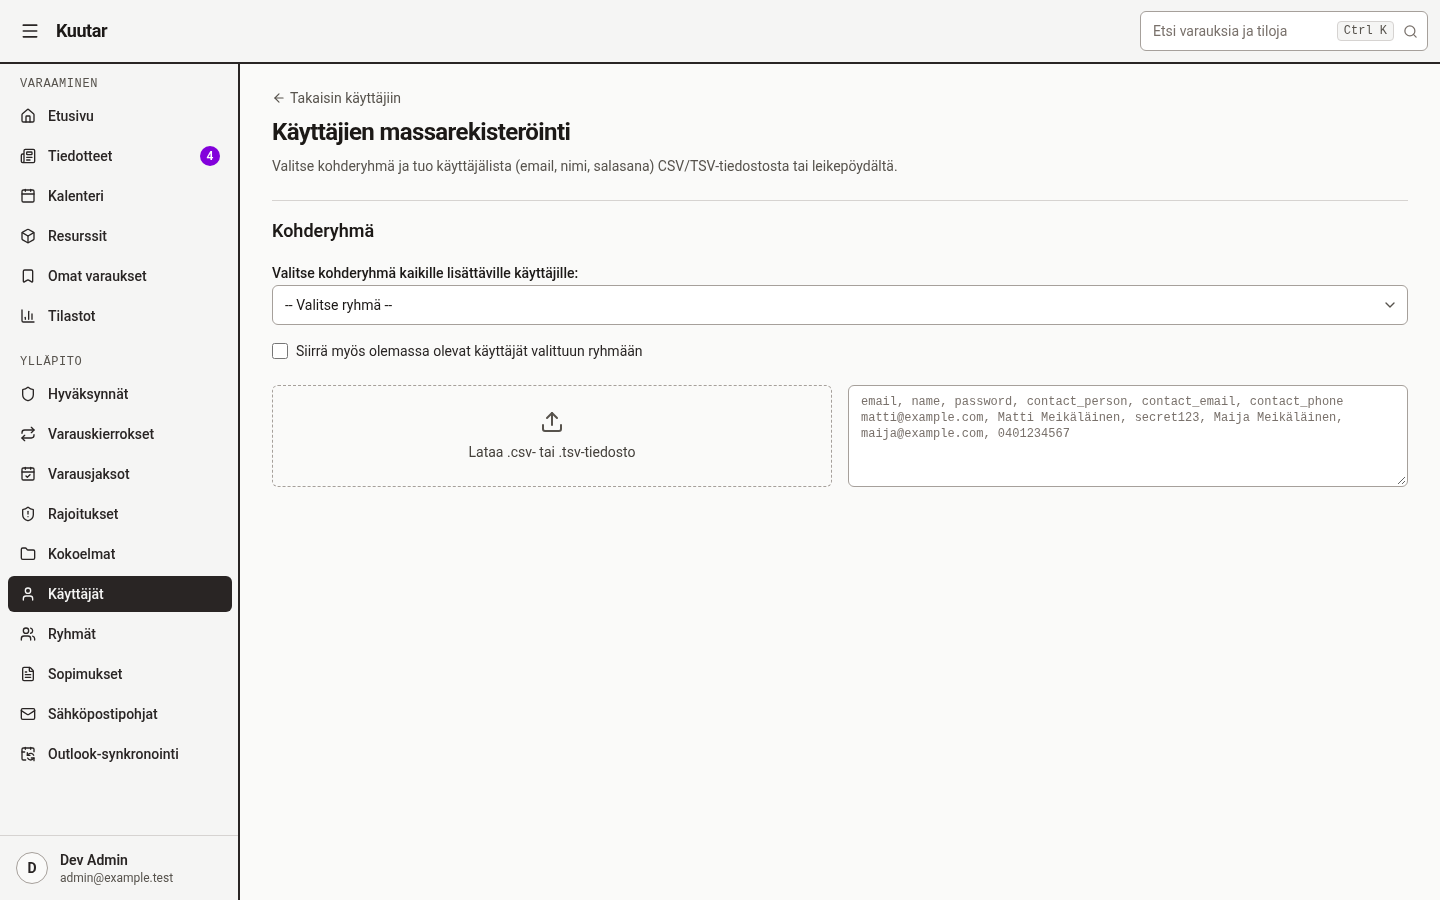 Kuutar
Etsi varauksia ja tiloja
Ctrl K
VARAAMINEN
Etusivu
Tiedotteet
4
Kalenteri
Resurssit
Omat varaukset
Tilastot
YLLÄPITO
Hyväksynnät
Varauskierrokset
Varausjaksot
Rajoitukset
Kokoelmat
Käyttäjät
Ryhmät
Sopimukset
Sähköpostipohjat
Outlook-synkronointi
D
Dev Admin
admin@example.test
Takaisin käyttäjiin
Käyttäjien massarekisteröinti
Valitse kohderyhmä ja tuo käyttäjälista (email, nimi, salasana) CSV/TSV-tiedostosta tai leikepöydältä.
Kohderyhmä
Valitse kohderyhmä kaikille lisättäville käyttäjille:
-- Valitse ryhmä --
Siirrä myös olemassa olevat käyttäjät valittuun ryhmään
Lataa .csv- tai .tsv-tiedosto
email, name, password, contact_person, contact_email, contact_phone
matti@example.com, Matti Meikäläinen, secret123, Maija Meikäläinen,
maija@example.com, 0401234567